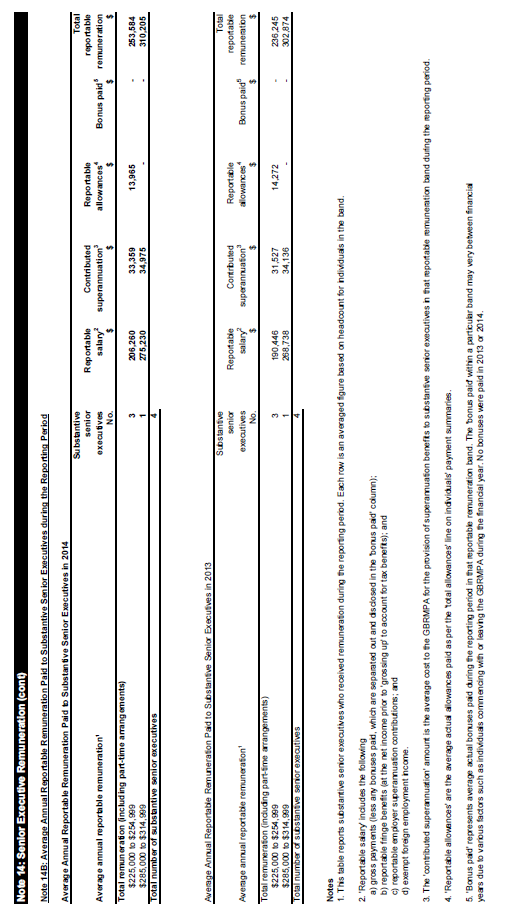 Note 14: Senior Executive Remuneration (cont)
Note 14B: Average Annual Reportable Remuneration Paid to Substantive Senior Executives during the Reporting Period
Average Annual Reportable Remuneration Paid to Substantive Senior Executives in 2014
Average annual reportable remuneration¹ Substantive senior executives No. Reportable salary² $ Contributed superannuation³ $ Reportable allowances⁴ $ Bonus paid⁵ $ Total reportable remuneration $
Total remuneration (including part-time arrangements)
$225,000 to $254,999 3 206,260 33,359 13,965 - 253,584
$285,000 to $314,999 1 275,230 34,975 - - 310,205
Total number of substantive senior executives 4
Average Annual Reportable Remuneration Paid to Substantive Senior Executives in 2013
Average annual reportable remuneration¹ Substantive senior executives No. Reportable salary² $ Contributed superannuation³ $ Reportable allowances⁴ $ Bonus paid⁵ $ Total reportable remuneration $
Total remuneration (including part-time arrangements)
$225,000 to $254,999 3 190,446 31,527 14,272 - 236,245
$285,000 to $314,999 1 268,738 34,136 - - 302,874
Total number of substantive senior executives 4
Notes
1. This table reports substantive senior executives who received remuneration during the reporting period. Each row is an averaged figure based on headcount for individuals in the band.
2. 'Reportable salary' includes the following
a) gross payments (less any bonuses paid, which are separated out and disclosed in the 'bonus paid' column);
b) reportable fringe benefits (at the net income prior to 'grossing up' to account for tax benefits); and
c) reportable employer superannuation contributions; and
d) exempt foreign employment income.
3. The 'contributed superannuation' amount is the average cost to the GBRMPA for the provision of superannuation benefits to substantive senior executives in that reportable remuneration band during the reporting period.
4. 'Reportable allowances' are the average actual allowances paid as per the 'total allowances' line on individuals' payment summaries.
5. 'Bonus paid' represents average actual bonuses paid during the reporting period in that reportable remuneration band. The 'bonus paid' within a particular band may very between financial
years due to various factors such as individuals commencing with or leaving the GBRMPA during the financial year. No bonuses were paid in 2013 or 2014.